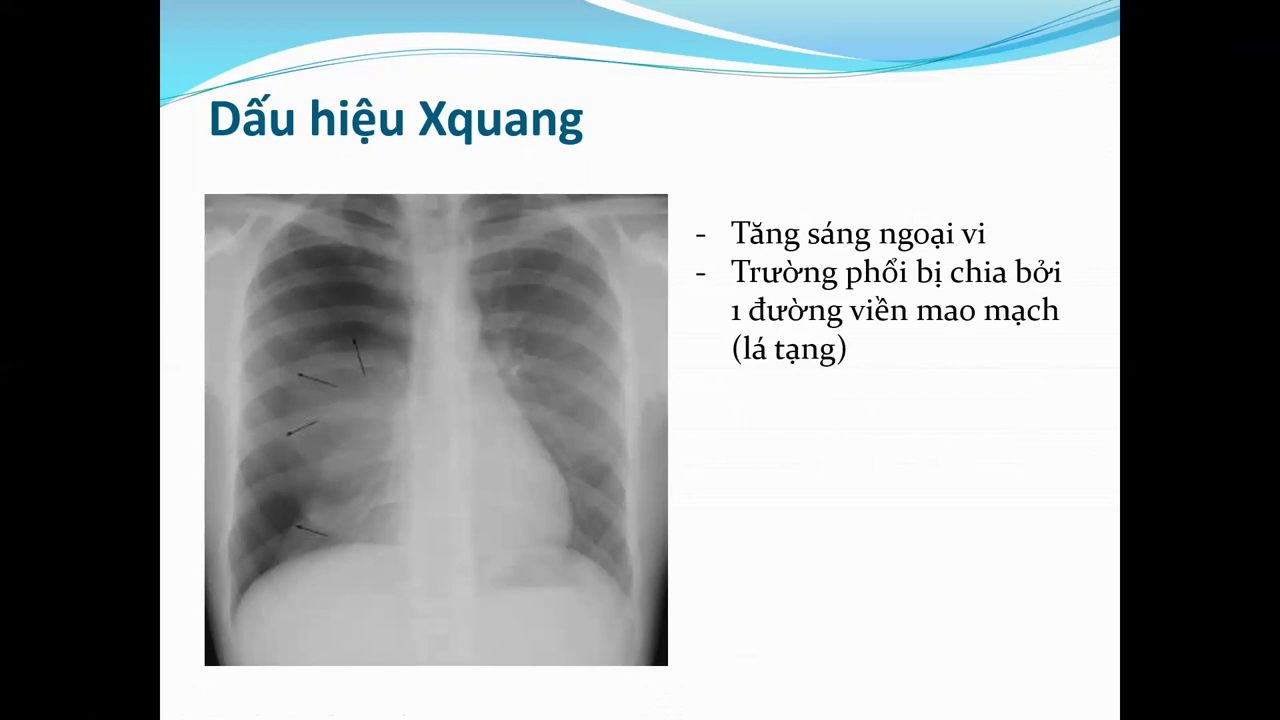 Dấu hiệu Xquang
- Tăng sáng ngoại vi
- Trường phổi bị chia bởi
1 đường viền mao mạch
(lá tạng)